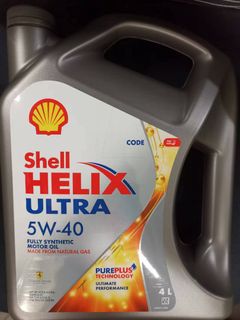 CODE
Shell
HELIX
ULTRA
5W-40
FULLY SYNTHETIC
MOTOR OIL
MADE FROM NATURAL GAS
PUREPLUS
TECHNOLOGY
ULTIMATE
PERFORMANCE
4 L